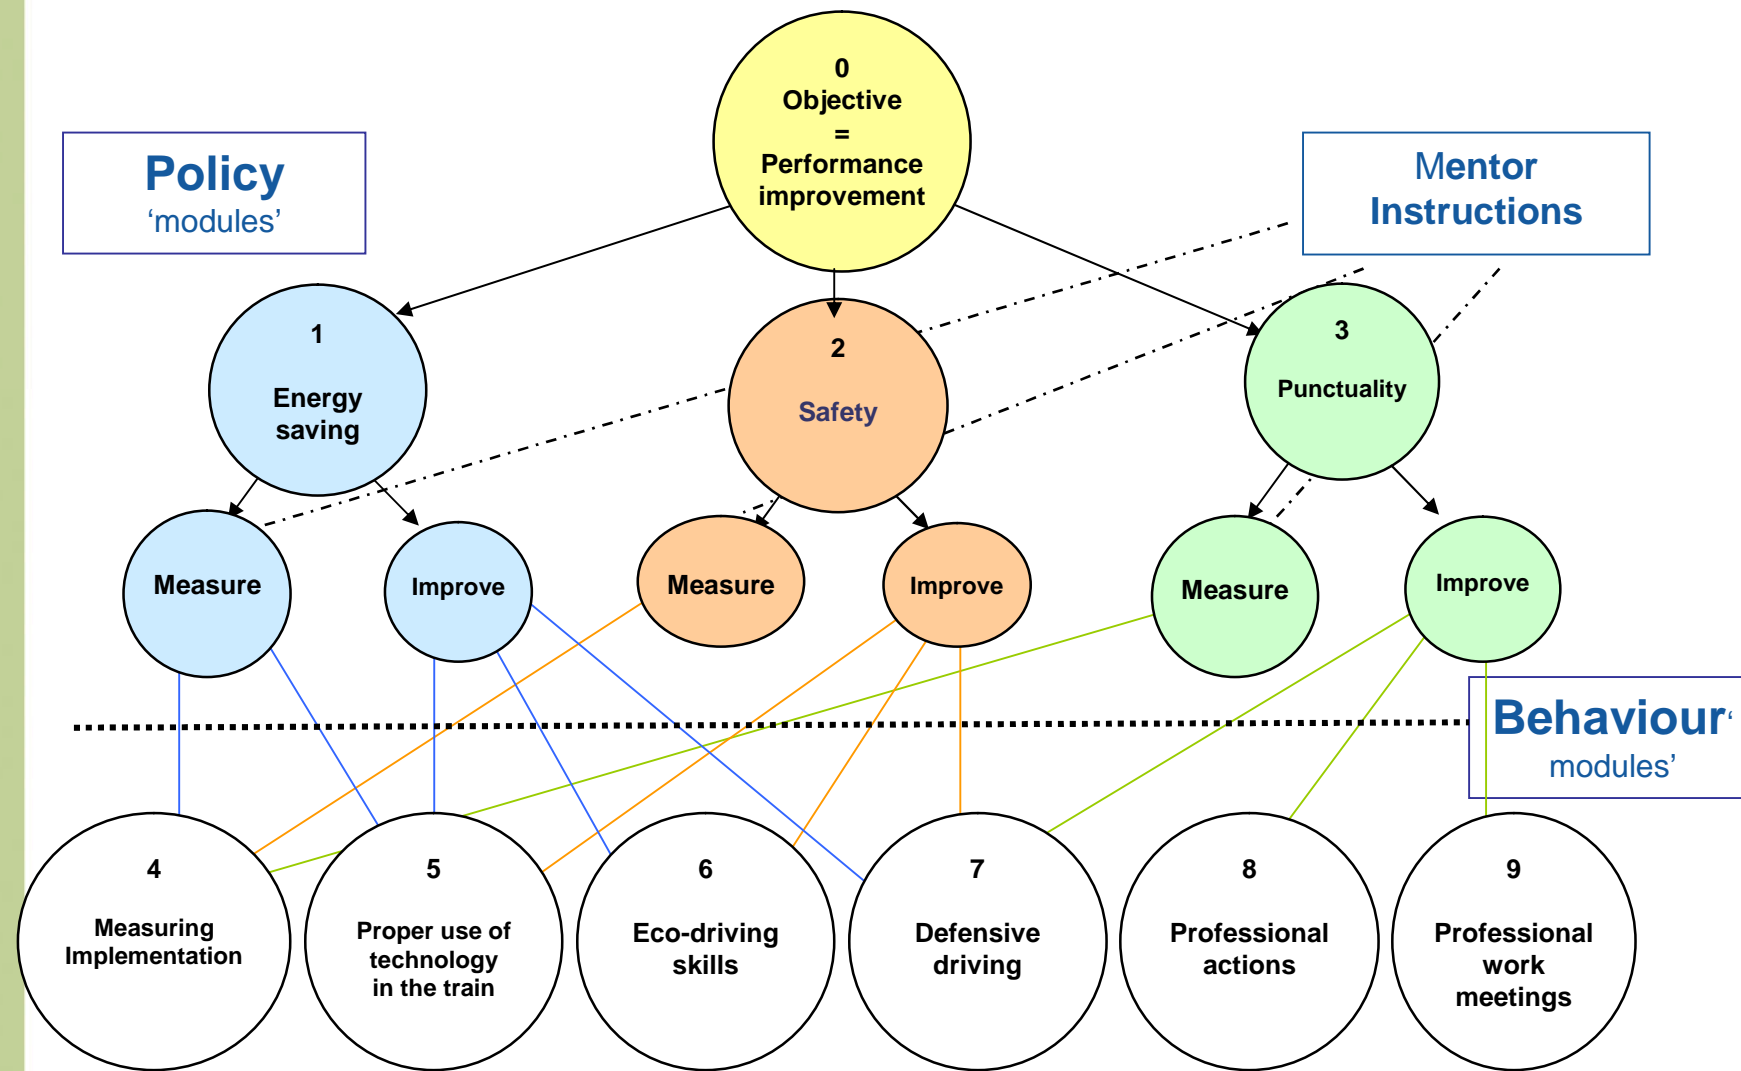 0
Objective
=
Performance
improvement
Policy
‘modules’
Mentor
Instructions
1
Energy
saving
2
Safety
3
Punctuality
Measure
Improve
Measure
Improve
Measure
Improve
Behaviour‘
modules’
4
Measuring
Implementation
5
Proper use of
technology
in the train
6
Eco-driving
skills
7
Defensive
driving
8
Professional
actions
9
Professional
work
meetings